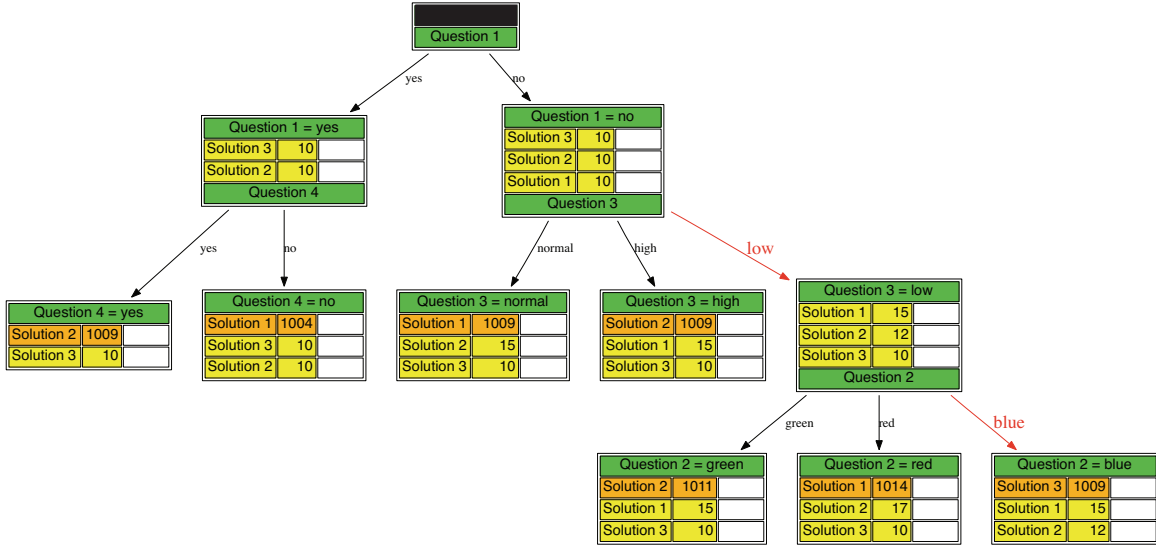 Question 1
yes
no
Question 1 = yes
Solution 3 10
Solution 2 10
Question 4
Question 1 = no
Solution 3 10
Solution 2 10
Solution 1 10
Question 3
yes
no
normal
high
low
Question 4 = yes
Solution 2 1009
Solution 3 10
Question 4 = no
Solution 1 1004
Solution 3 10
Solution 2 10
Question 3 = normal
Solution 1 1009
Solution 2 15
Solution 3 10
Question 3 = high
Solution 2 1009
Solution 1 15
Solution 3 10
Question 3 = low
Solution 1 15
Solution 2 12
Solution 3 10
Question 2
green
red
blue
Question 2 = green
Solution 2 1011
Solution 1 15
Solution 3 10
Question 2 = red
Solution 1 1014
Solution 2 17
Solution 3 10
Question 2 = blue
Solution 3 1009
Solution 1 15
Solution 2 12